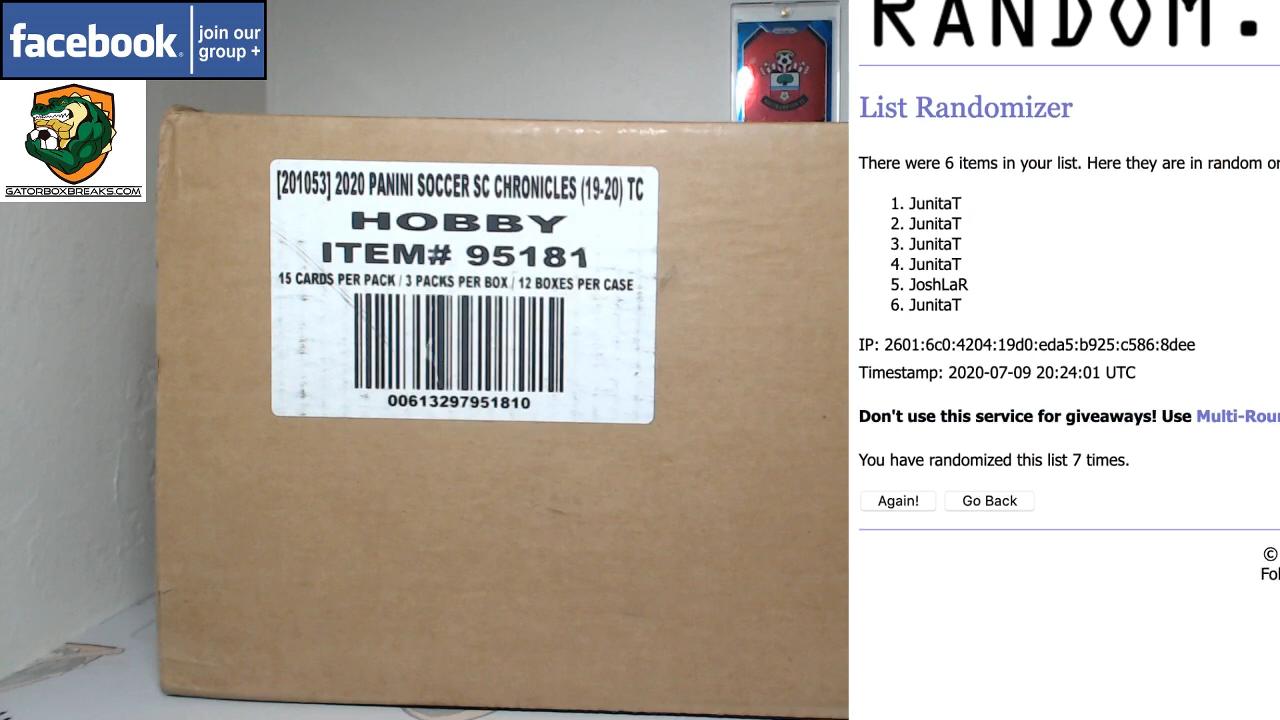 facebook® join our group +
GATORBOXBREAKS.COM
SOUTHAMPTON FC
[201053] 2020 PANINI SOCCER SC CHRONICLES (19-20) TC
HOBBY
ITEM# 95181
15 CARDS PER PACK / 3 PACKS PER BOX / 12 BOXES PER CASE
00613297951810
RANDOM.
List Randomizer
There were 6 items in your list. Here they are in random or
1. JunitaT
2. JunitaT
3. JunitaT
4. JunitaT
5. JoshLaR
6. JunitaT
IP: 2601:6c0:4204:19d0:eda5:b925:c586:8dee
Timestamp: 2020-07-09 20:24:01 UTC
Don't use this service for giveaways! Use Multi-Rou
You have randomized this list 7 times.
Again! Go Back
©
Fol